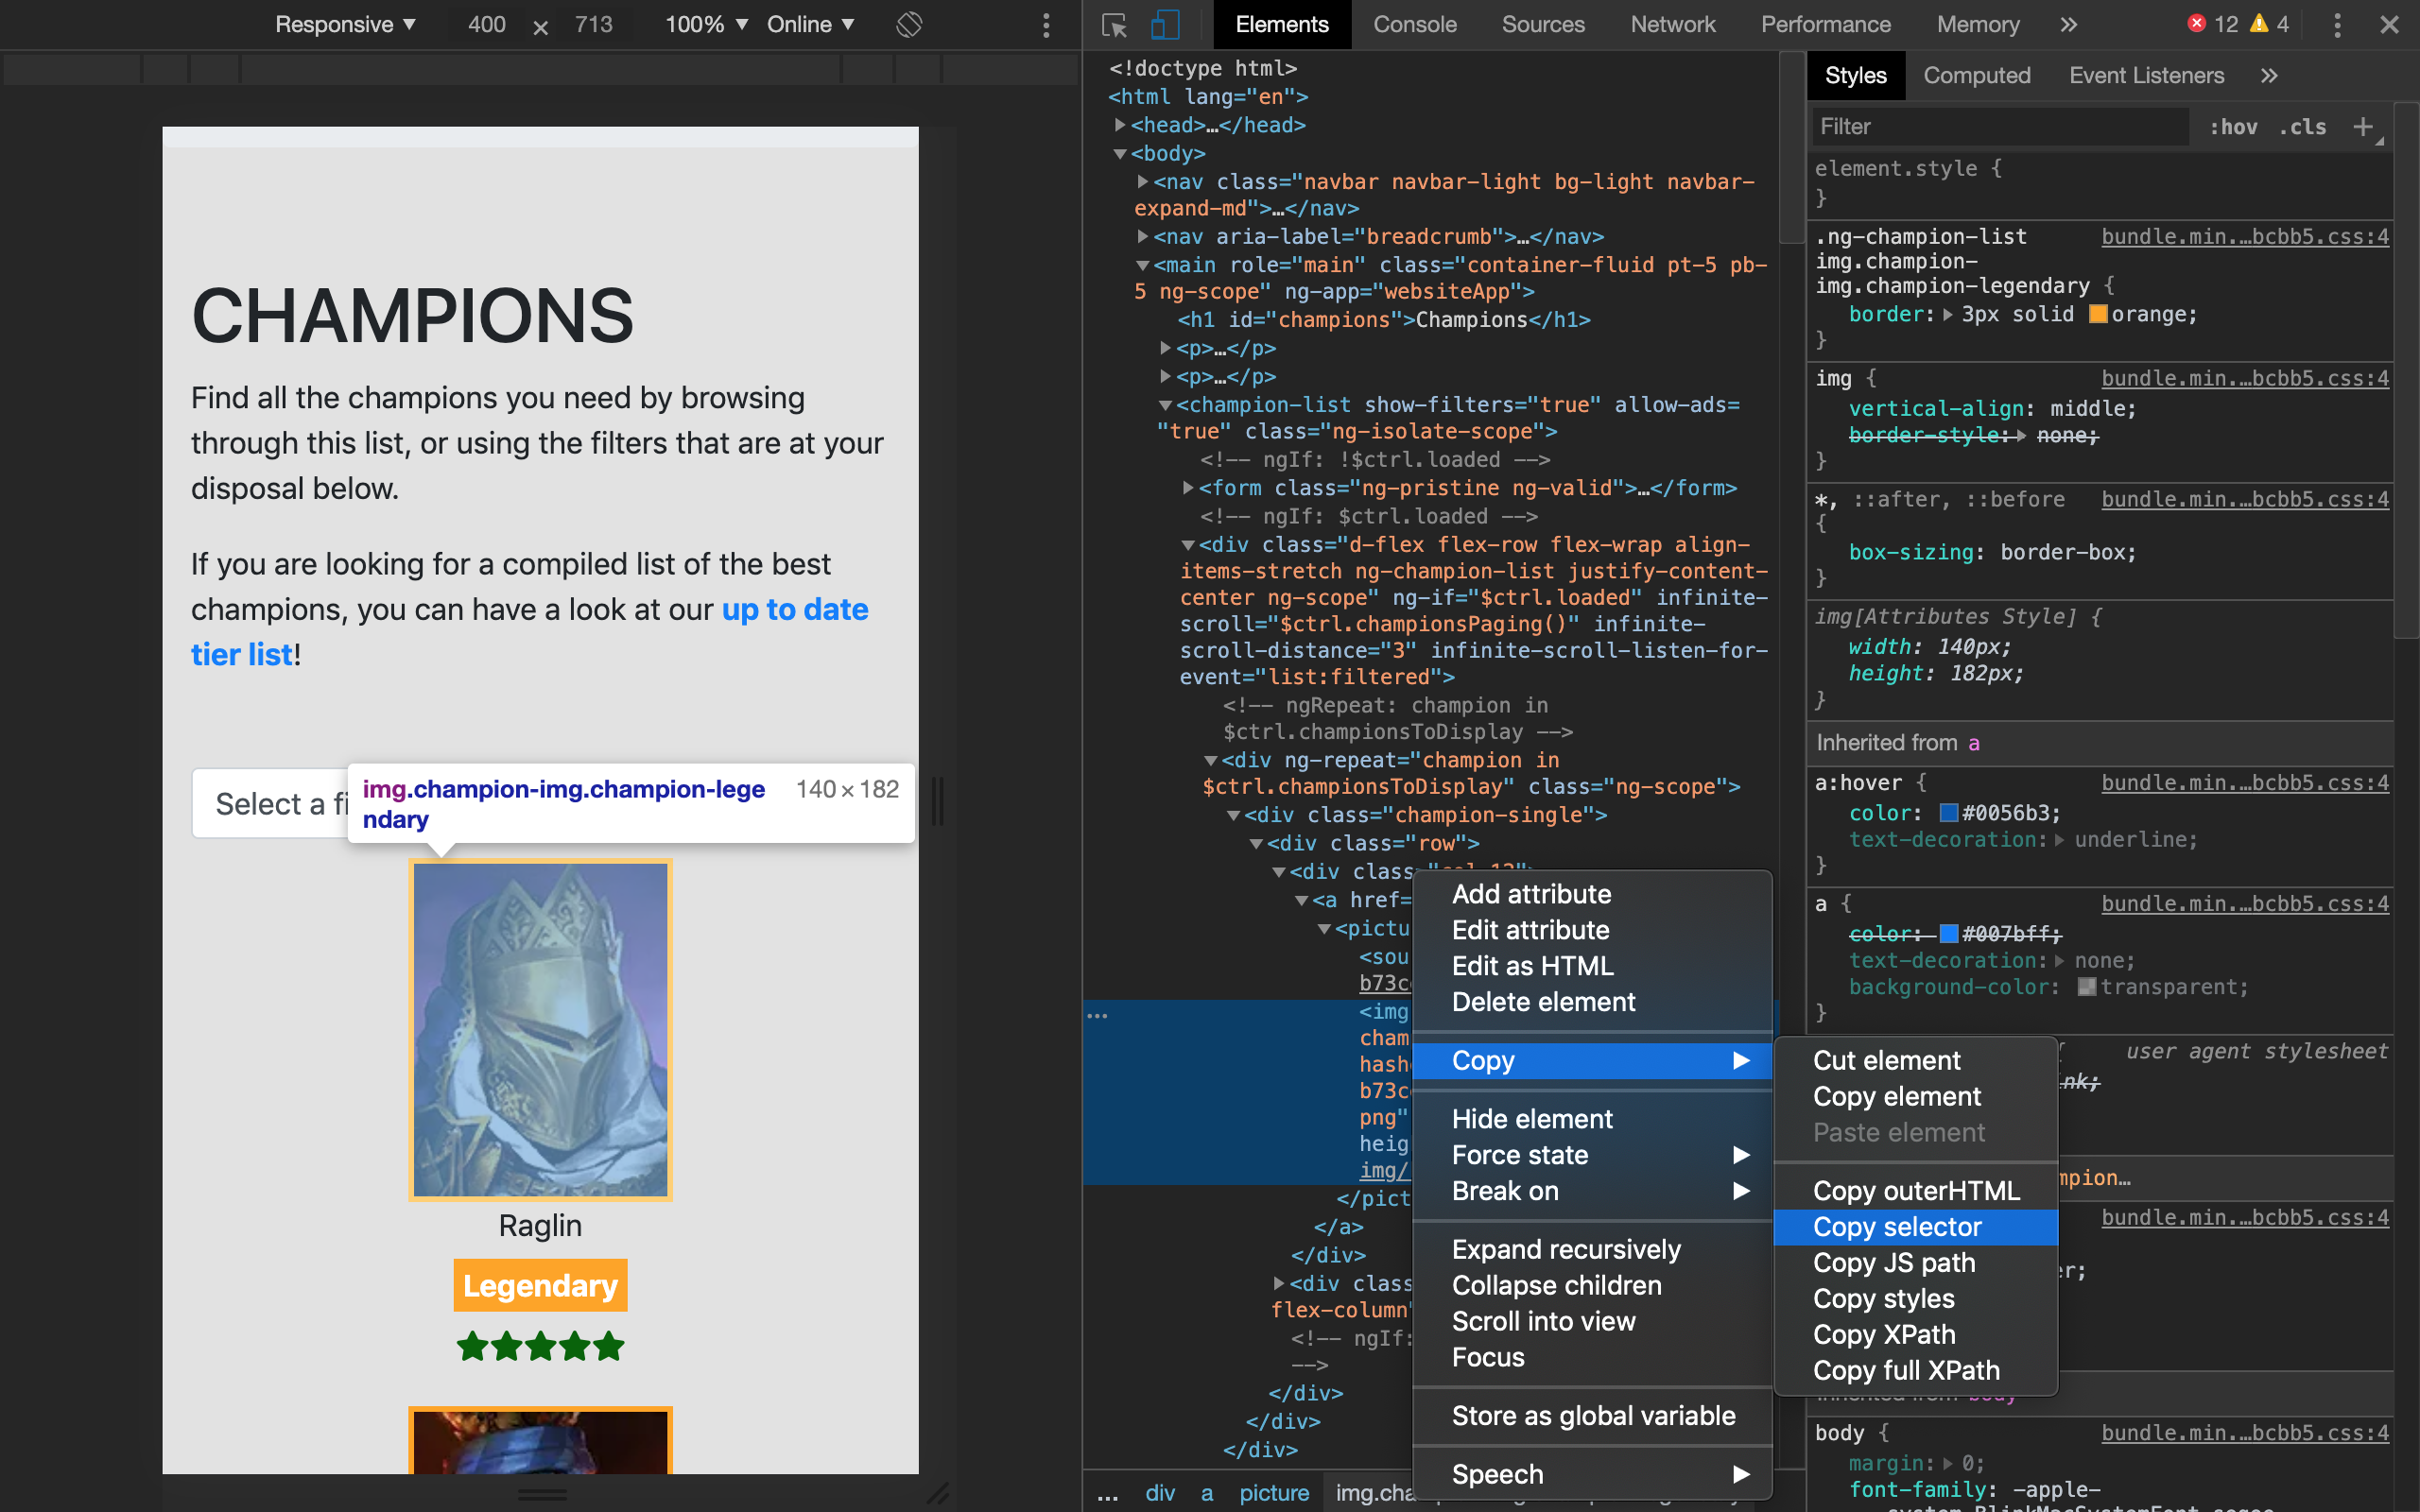 Responsive ▼ 400 × 713 100% ▼ Online ▼
CHAMPIONS
Find all the champions you need by browsing
through this list, or using the filters that are at your
disposal below.
If you are looking for a compiled list of the best
champions, you can have a look at our up to date
tier list!
Select a fi
img.champion-img.champion-lege
ndary
140 × 182
Raglin
Legendary
Elements Console Sources Network Performance Memory » 12 4
<!doctype html>
<html lang="en">
<head>…</head>
<body>
<nav class="navbar navbar-light bg-light navbar-
expand-md">…</nav>
<nav aria-label="breadcrumb">…</nav>
<main role="main" class="container-fluid pt-5 pb-
5 ng-scope" ng-app="websiteApp">
<h1 id="champions">Champions</h1>
<p>…</p>
<p>…</p>
<champion-list show-filters="true" allow-ads=
"true" class="ng-isolate-scope">
<!-- ngIf: !$ctrl.loaded -->
<form class="ng-pristine ng-valid">…</form>
<!-- ngIf: $ctrl.loaded -->
<div class="d-flex flex-row flex-wrap align-
items-stretch ng-champion-list justify-content-
center ng-scope" ng-if="$ctrl.loaded" infinite-
scroll="$ctrl.championsPaging()" infinite-
scroll-distance="3" infinite-scroll-listen-for-
event="list:filtered">
<!-- ngRepeat: champion in
$ctrl.championsToDisplay -->
<div ng-repeat="champion in
$ctrl.championsToDisplay" class="ng-scope">
<div class="champion-single">
<div class="row">
<div class="col-12">
<a href=
<pictu
<sou
b73c
<img
cham
hash
b73c
png"
heig
img/
</pict
</a>
</div>
<div clas
flex-column"
<!-- ngIf:
-->
</div>
</div>
</div>
… div a picture img.cha
Add attribute
Edit attribute
Edit as HTML
Delete element
Copy
Hide element
Force state
Break on
Expand recursively
Collapse children
Scroll into view
Focus
Store as global variable
Speech
Cut element
Copy element
Paste element
Copy outerHTML
Copy selector
Copy JS path
Copy styles
Copy XPath
Copy full XPath
Styles Computed Event Listeners »
Filter :hov .cls +
element.style {
}
.ng-champion-list bundle.min.…bcbb5.css:4
img.champion-
img.champion-legendary {
border: 3px solid orange;
}
img { bundle.min.…bcbb5.css:4
vertical-align: middle;
border-style: none;
}
*, ::after, ::before bundle.min.…bcbb5.css:4
{
box-sizing: border-box;
}
img[Attributes Style] {
width: 140px;
height: 182px;
}
Inherited from a
a:hover { bundle.min.…bcbb5.css:4
color: #0056b3;
text-decoration: underline;
}
a { bundle.min.…bcbb5.css:4
color: #007bff;
text-decoration: none;
background-color: transparent;
}
user agent stylesheet
nk;
mpion…
bundle.min.…bcbb5.css:4
er;
body { bundle.min.…bcbb5.css:4
margin: 0;
font-family: -apple-